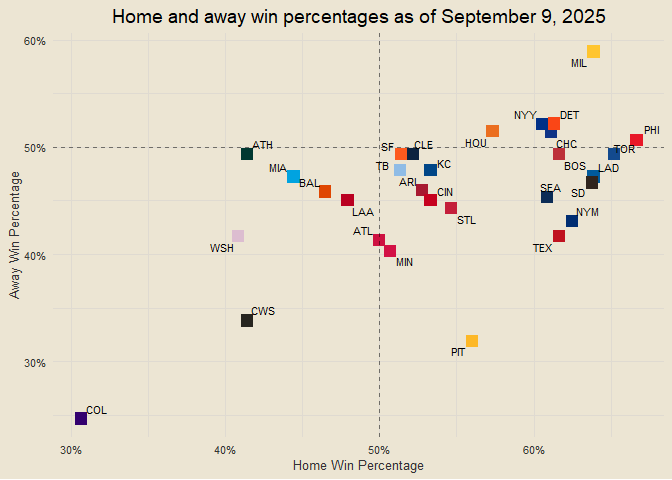 Home and away win percentages as of September 9, 2025
60%
MIL
NYY
DET
PHI
HOU
CHC
TOR
50%
ATH
SF
CLE
MIA
TB
KC
BOS
LAD
BAL
ARI
CIN
SEA
SD
LAA
STL
NYM
ATL
WSH
MIN
TEX
40%
CWS
PIT
30%
COL
30%
40%
50%
60%
Home Win Percentage
Away Win Percentage